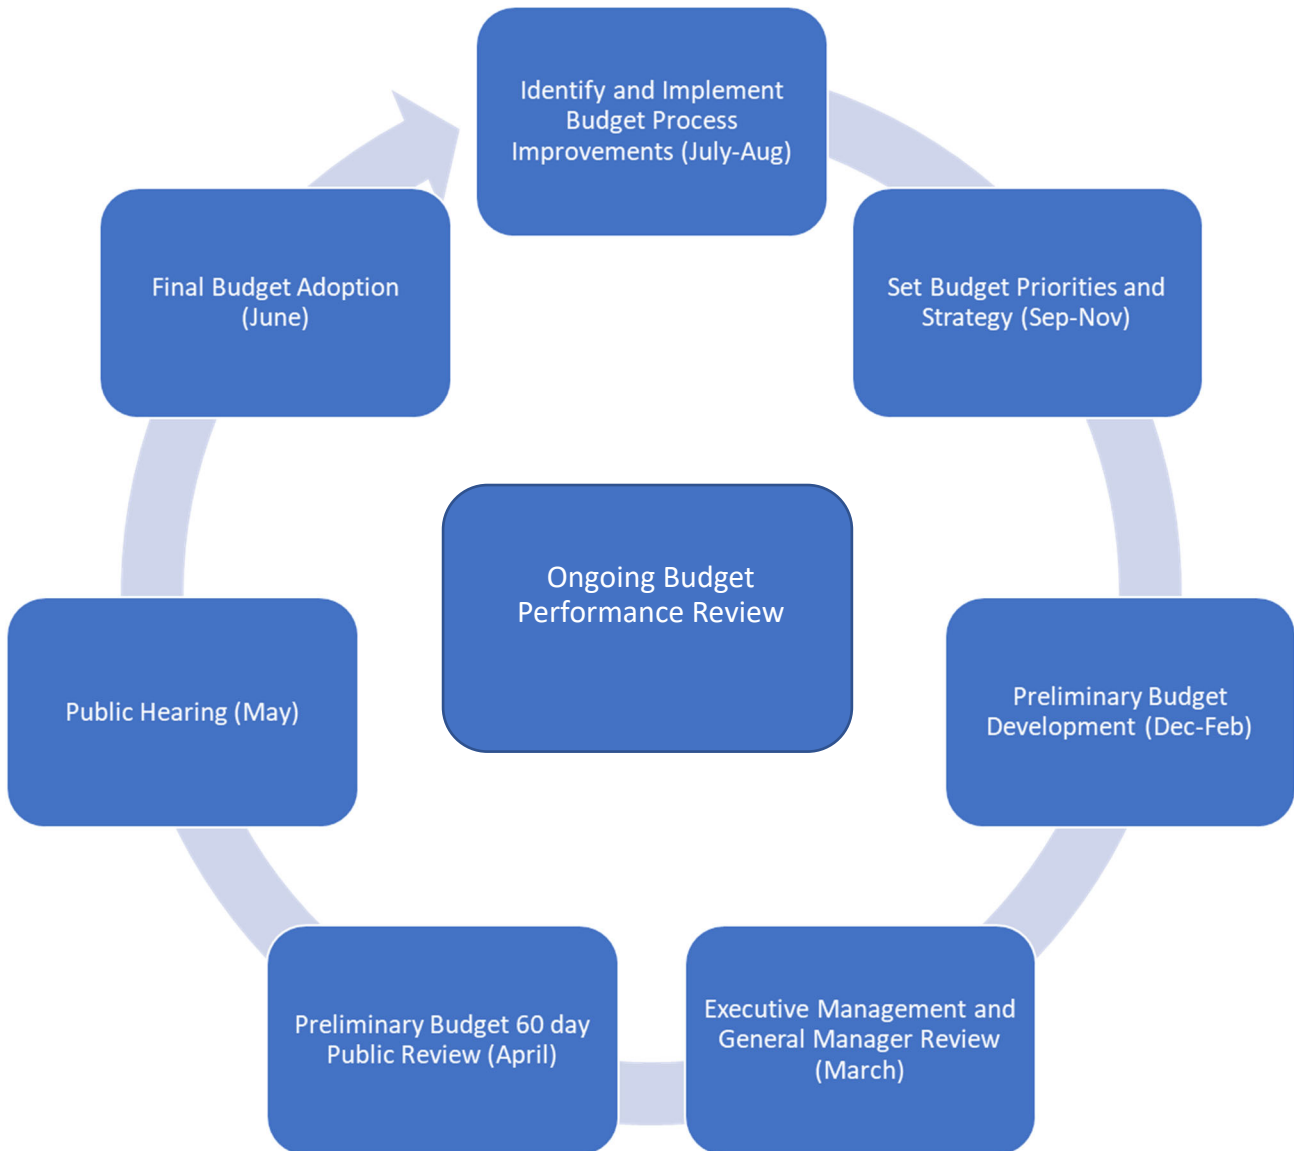 Identify and Implement
Budget Process
Improvements (July-Aug)
Set Budget Priorities and
Strategy (Sep-Nov)
Preliminary Budget
Development (Dec-Feb)
Executive Management and
General Manager Review
(March)
Preliminary Budget 60 day
Public Review (April)
Public Hearing (May)
Final Budget Adoption
(June)
Ongoing Budget
Performance Review